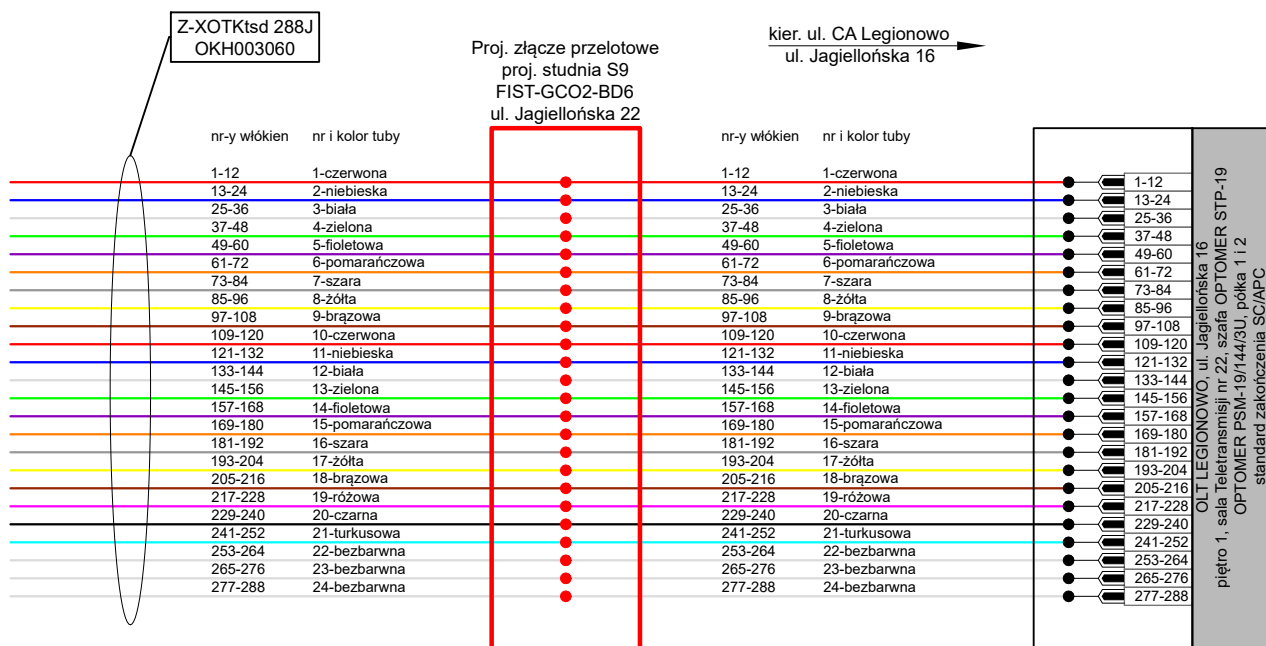 Z-XOTKtsd 288J
OKH003060
Proj. złącze przelotowe
proj. studnia S9
FIST-GCO2-BD6
ul. Jagiellońska 22
kier. ul. CA Legionowo
ul. Jagiellońska 16
nr-y włókien nr i kolor tuby nr-y włókien nr i kolor tuby
1-12 1-czerwona 1-12 1-czerwona 1-12
13-24 2-niebieska 13-24 2-niebieska 13-24
25-36 3-biała 25-36 3-biała 25-36
37-48 4-zielona 37-48 4-zielona 37-48
49-60 5-fioletowa 49-60 5-fioletowa 49-60
61-72 6-pomarańczowa 61-72 6-pomarańczowa 61-72
73-84 7-szara 73-84 7-szara 73-84
85-96 8-żółta 85-96 8-żółta 85-96
97-108 9-brązowa 97-108 9-brązowa 97-108
109-120 10-czerwona 109-120 10-czerwona 109-120
121-132 11-niebieska 121-132 11-niebieska 121-132
133-144 12-biała 133-144 12-biała 133-144
145-156 13-zielona 145-156 13-zielona 145-156
157-168 14-fioletowa 157-168 14-fioletowa 157-168
169-180 15-pomarańczowa 169-180 15-pomarańczowa 169-180
181-192 16-szara 181-192 16-szara 181-192
193-204 17-żółta 193-204 17-żółta 193-204
205-216 18-brązowa 205-216 18-brązowa 205-216
217-228 19-różowa 217-228 19-różowa 217-228
229-240 20-czarna 229-240 20-czarna 229-240
241-252 21-turkusowa 241-252 21-turkusowa 241-252
253-264 22-bezbarwna 253-264 22-bezbarwna 253-264
265-276 23-bezbarwna 265-276 23-bezbarwna 265-276
277-288 24-bezbarwna 277-288 24-bezbarwna 277-288
OLT LEGIONOWO, ul. Jagiellońska 16
piętro 1, sala Teletransmisji nr 22, szafa OPTOMER STP-19
OPTOMER PSM-19/144/3U, półka 1 i 2
standard zakończenia SC/APC